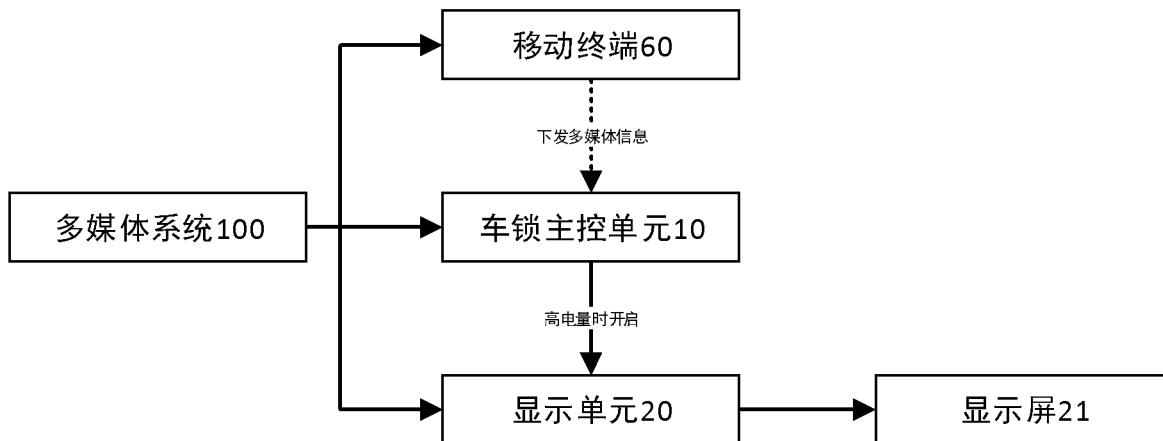 移动终端60
下发多媒体信息
多媒体系统100
车锁主控单元10
高电量时开启
显示单元20
显示屏21